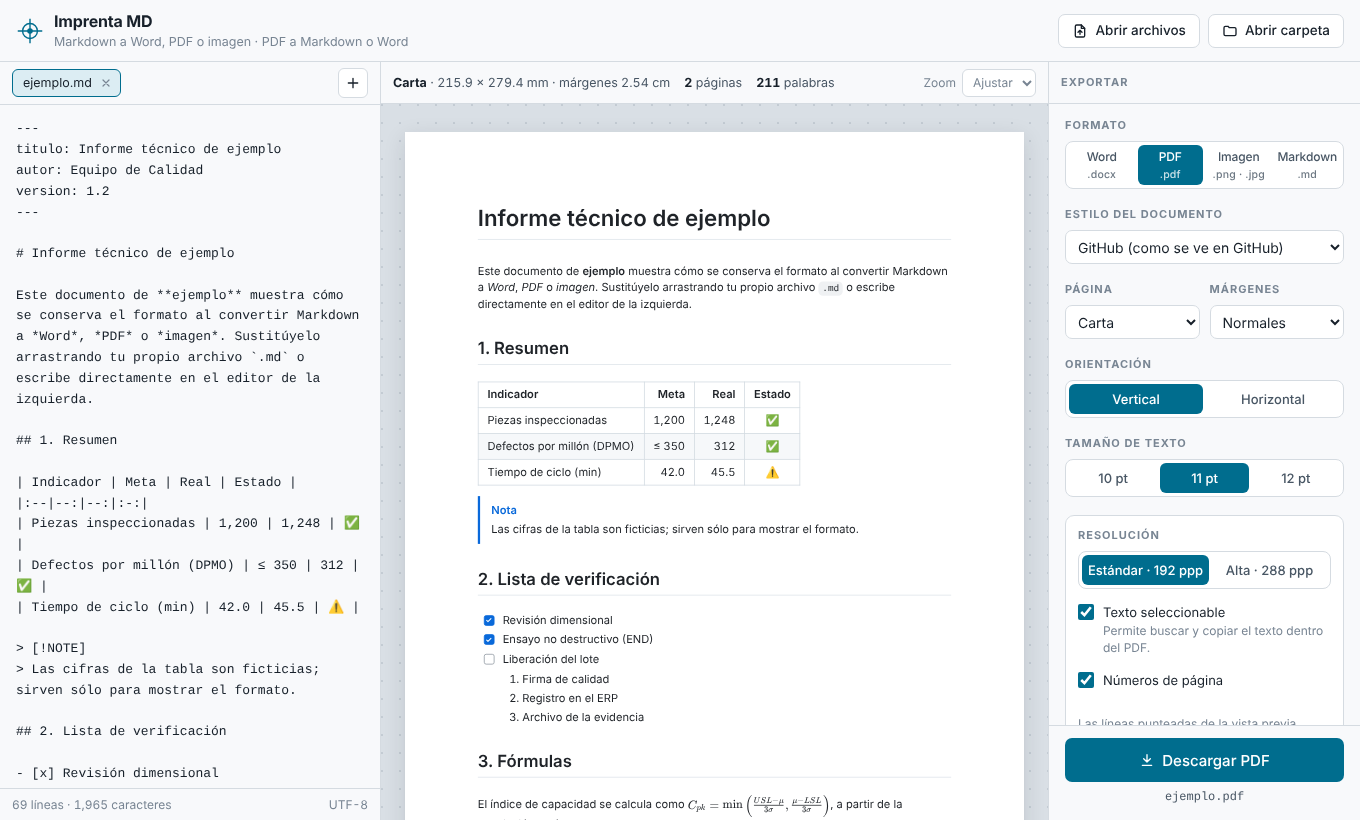 Imprenta MD
Markdown a Word, PDF o imagen · PDF a Markdown o Word
Abrir archivos
Abrir carpeta
ejemplo.md ×
+
Carta · 215.9 × 279.4 mm · márgenes 2.54 cm 2 páginas 211 palabras
Zoom Ajustar
EXPORTAR
---
titulo: Informe técnico de ejemplo
autor: Equipo de Calidad
version: 1.2
---
# Informe técnico de ejemplo
Este documento de **ejemplo** muestra cómo
se conserva el formato al convertir Markdown
a *Word*, *PDF* o *imagen*. Sustitúyelo
arrastrando tu propio archivo `.md` o
escribe directamente en el editor de la
izquierda.
## 1. Resumen
| Indicador | Meta | Real | Estado |
|:--|--:|--:|:-:|
| Piezas inspeccionadas | 1,200 | 1,248 | ✅
|
| Defectos por millón (DPMO) | ≤ 350 | 312 |
✅ |
| Tiempo de ciclo (min) | 42.0 | 45.5 | ⚠️ |
> [!NOTE]
> Las cifras de la tabla son ficticias;
sirven sólo para mostrar el formato.
## 2. Lista de verificación
- [x] Revisión dimensional
69 líneas · 1,965 caracteres
UTF-8
Informe técnico de ejemplo
Este documento de ejemplo muestra cómo se conserva el formato al convertir Markdown
a Word, PDF o imagen. Sustitúyelo arrastrando tu propio archivo .md o escribe
directamente en el editor de la izquierda.
1. Resumen
Indicador Meta Real Estado
Piezas inspeccionadas 1,200 1,248 ✅
Defectos por millón (DPMO) ≤ 350 312 ✅
Tiempo de ciclo (min) 42.0 45.5 ⚠️
Nota
Las cifras de la tabla son ficticias; sirven sólo para mostrar el formato.
2. Lista de verificación
Revisión dimensional
Ensayo no destructivo (END)
Liberación del lote
1. Firma de calidad
2. Registro en el ERP
3. Archivo de la evidencia
3. Fórmulas
El índice de capacidad se calcula como Cpk = min (USL−μ/3σ, μ−LSL/3σ), a partir de la
FORMATO
Word PDF Imagen Markdown
.docx .pdf .png · .jpg .md
ESTILO DEL DOCUMENTO
GitHub (como se ve en GitHub)
PÁGINA MÁRGENES
Carta Normales
ORIENTACIÓN
Vertical Horizontal
TAMAÑO DE TEXTO
10 pt 11 pt 12 pt
RESOLUCIÓN
Estándar · 192 ppp Alta · 288 ppp
Texto seleccionable
Permite buscar y copiar el texto dentro
del PDF.
Números de página
Las líneas punteadas de la vista previa
Descargar PDF
ejemplo.pdf